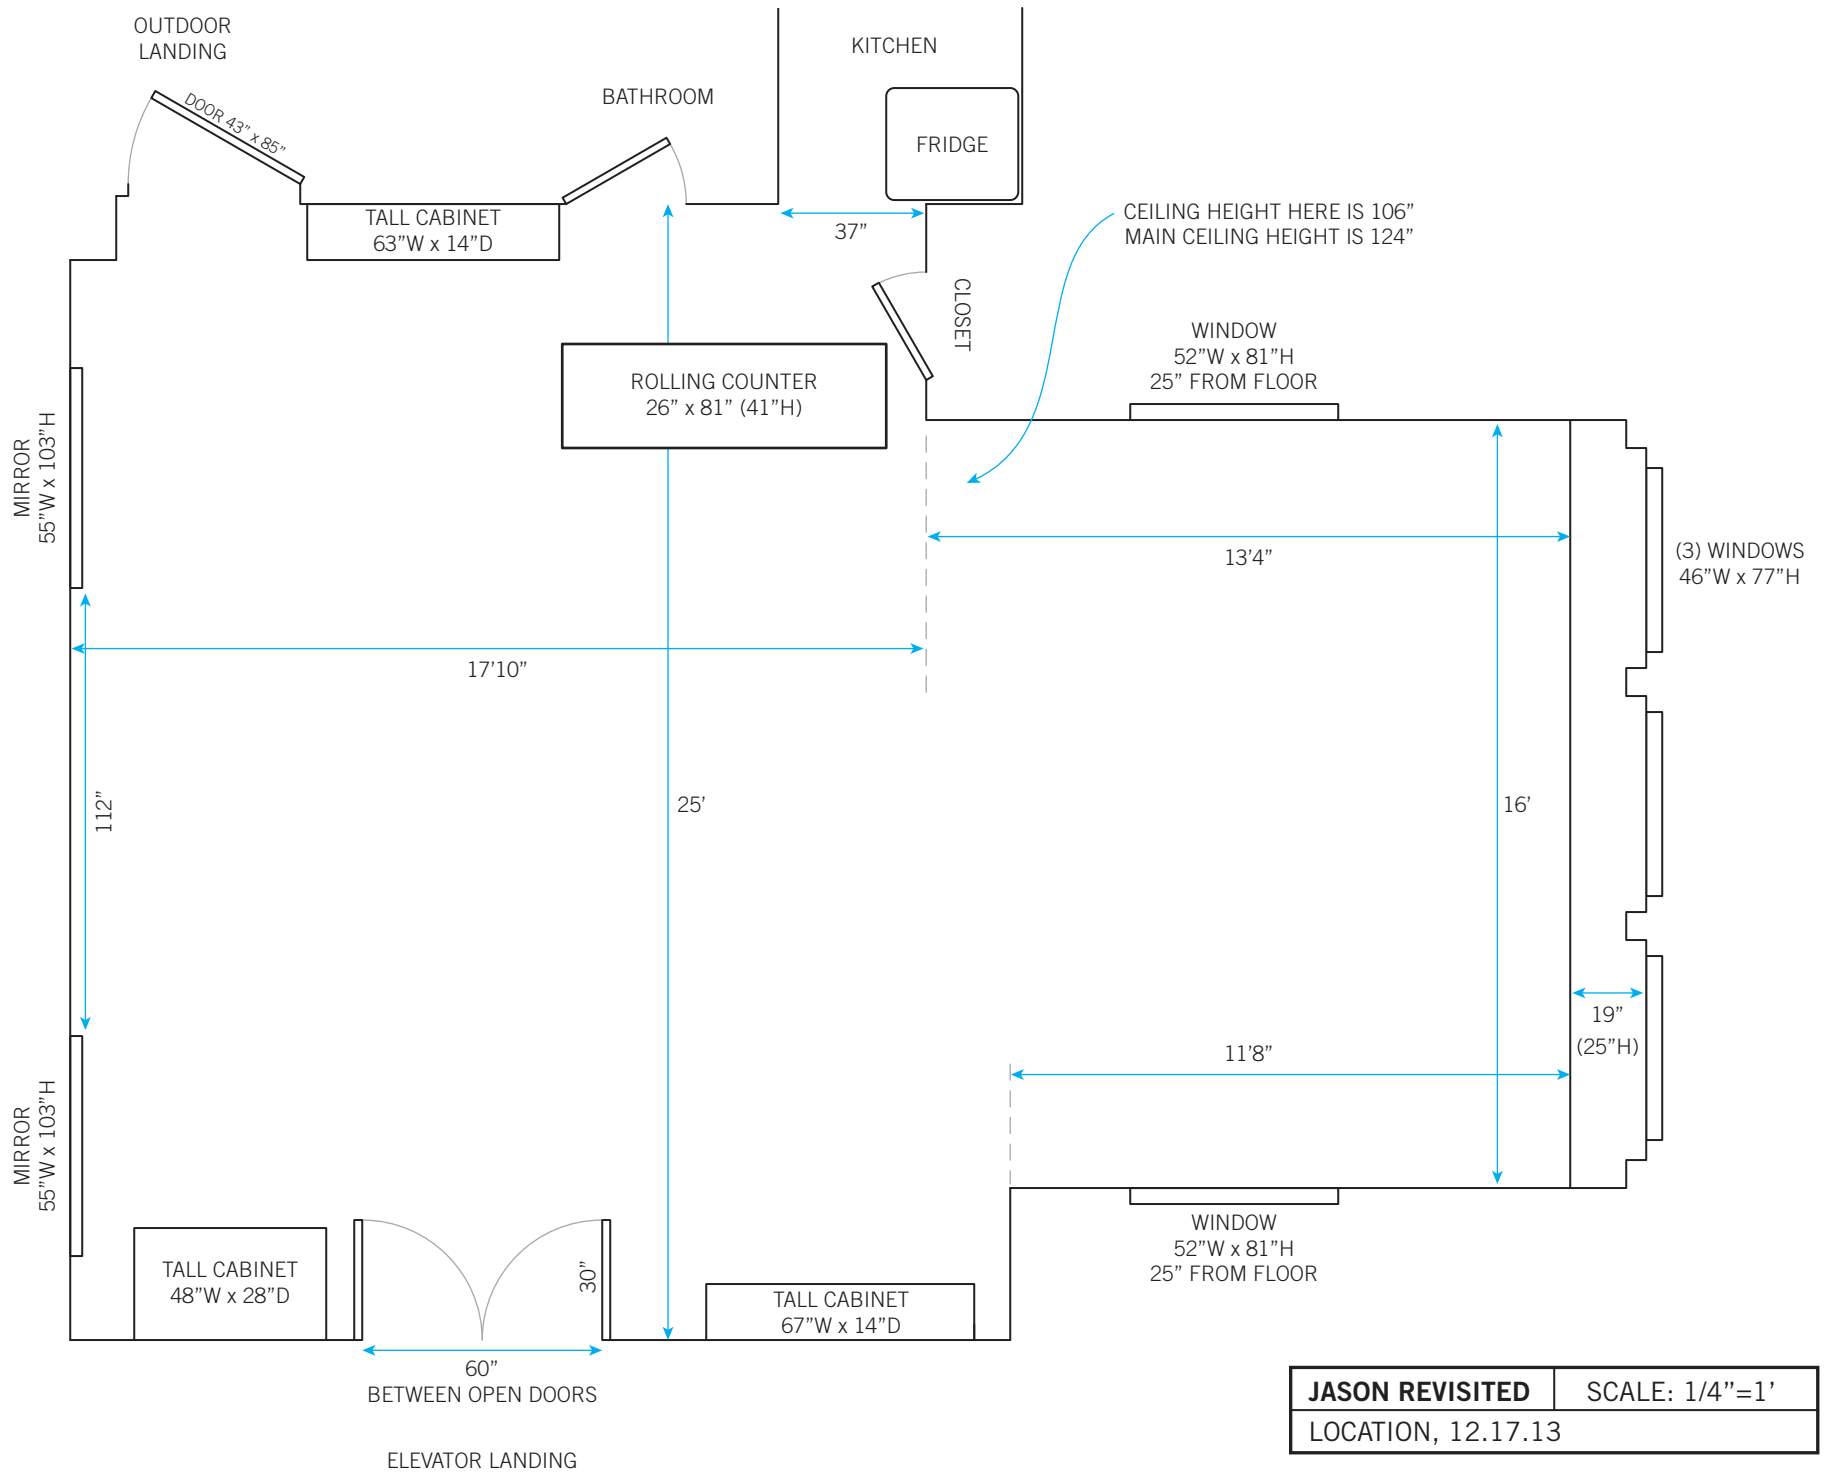 OUTDOOR
LANDING
KITCHEN
DOOR 43” x 85”
BATHROOM
FRIDGE
TALL CABINET
63”W x 14”D
37”
CEILING HEIGHT HERE IS 106”
MAIN CEILING HEIGHT IS 124”
CLOSET
WINDOW
52”W x 81”H
25” FROM FLOOR
ROLLING COUNTER
26” x 81” (41”H)
MIRROR
55”W x 103”H
13’4”
(3) WINDOWS
46”W x 77”H
17’10”
112”
25’
16’
19”
(25”H)
11’8”
MIRROR
55”W x 103”H
WINDOW
52”W x 81”H
25” FROM FLOOR
TALL CABINET
48”W x 28”D
30”
TALL CABINET
67”W x 14”D
60”
BETWEEN OPEN DOORS
ELEVATOR LANDING
JASON REVISITED
SCALE: 1/4”=1’
LOCATION, 12.17.13